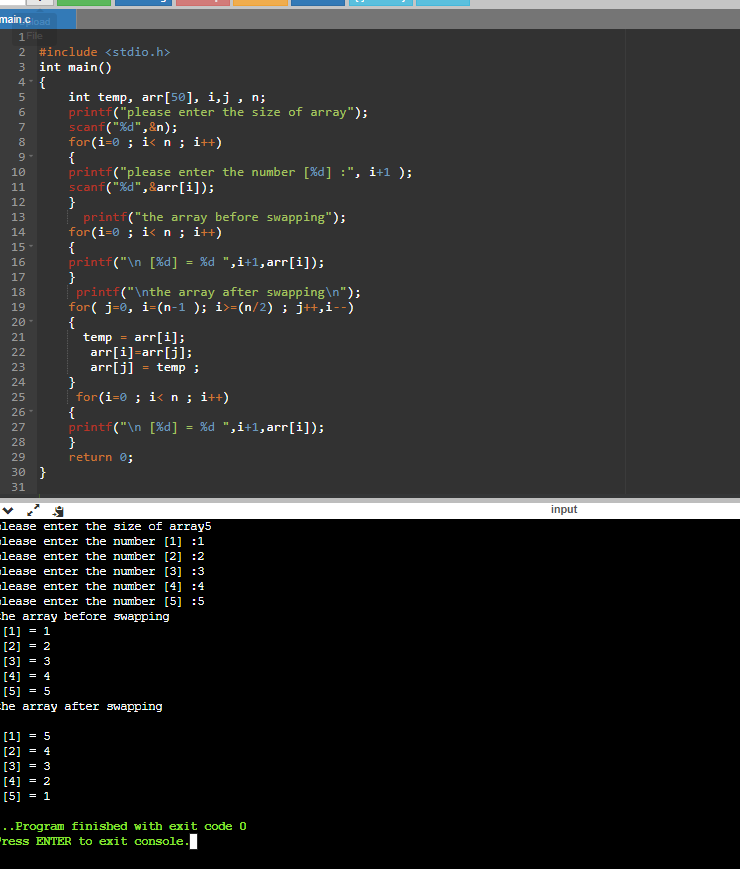 main.c
File
1
2 #include <stdio.h>
3 int main()
4 {
5 int temp, arr[50], i,j , n;
6 printf("please enter the size of array");
7 scanf("%d",&n);
8 for(i=0 ; i< n ; i++)
9 {
10 printf("please enter the number [%d] :", i+1 );
11 scanf("%d",&arr[i]);
12 }
13 printf("the array before swapping");
14 for(i=0 ; i< n ; i++)
15 {
16 printf("\n [%d] = %d ",i+1,arr[i]);
17 }
18 printf("\nthe array after swapping\n");
19 for( j=0, i=(n-1 ); i>=(n/2) ; j++,i--)
20 {
21 temp = arr[i];
22 arr[i]=arr[j];
23 arr[j] = temp ;
24 }
25 for(i=0 ; i< n ; i++)
26 {
27 printf("\n [%d] = %d ",i+1,arr[i]);
28 }
29 return 0;
30 }
31
input
lease enter the size of array5
lease enter the number [1] :1
lease enter the number [2] :2
lease enter the number [3] :3
lease enter the number [4] :4
lease enter the number [5] :5
he array before swapping
[1] = 1
[2] = 2
[3] = 3
[4] = 4
[5] = 5
he array after swapping
[1] = 5
[2] = 4
[3] = 3
[4] = 2
[5] = 1
..Program finished with exit code 0
ress ENTER to exit console.